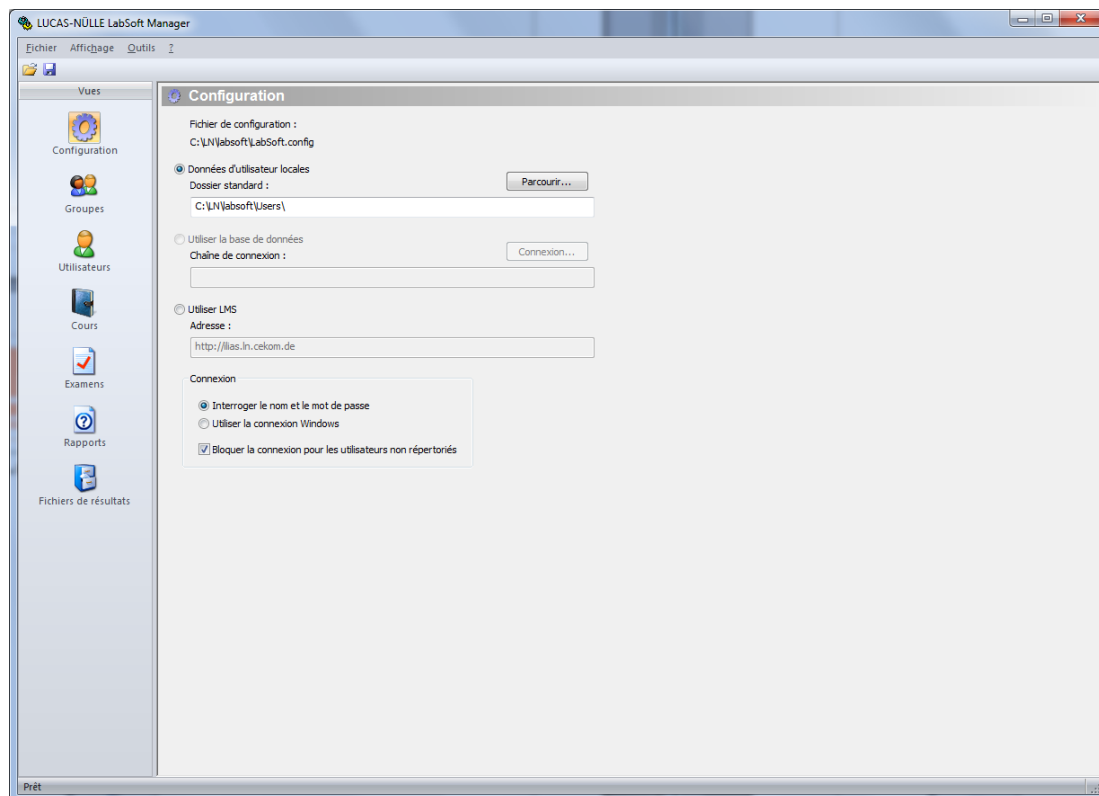 LUCAS-NÜLLE LabSoft Manager
Fichier Affichage Outils ?
Vues
Configuration
Groupes
Utilisateurs
Cours
Examens
Rapports
Fichiers de résultats
Configuration
Fichier de configuration :
C:\LN\labsoft\LabSoft.config
Données d'utilisateur locales
Dossier standard :
Parcourir...
C:\LN\labsoft\Users\
Utiliser la base de données
Chaîne de connexion :
Connexion...
Utiliser LMS
Adresse :
http://ilias.ln.cekom.de
Connexion
Interroger le nom et le mot de passe
Utiliser la connexion Windows
Bloquer la connexion pour les utilisateurs non répertoriés
Prêt